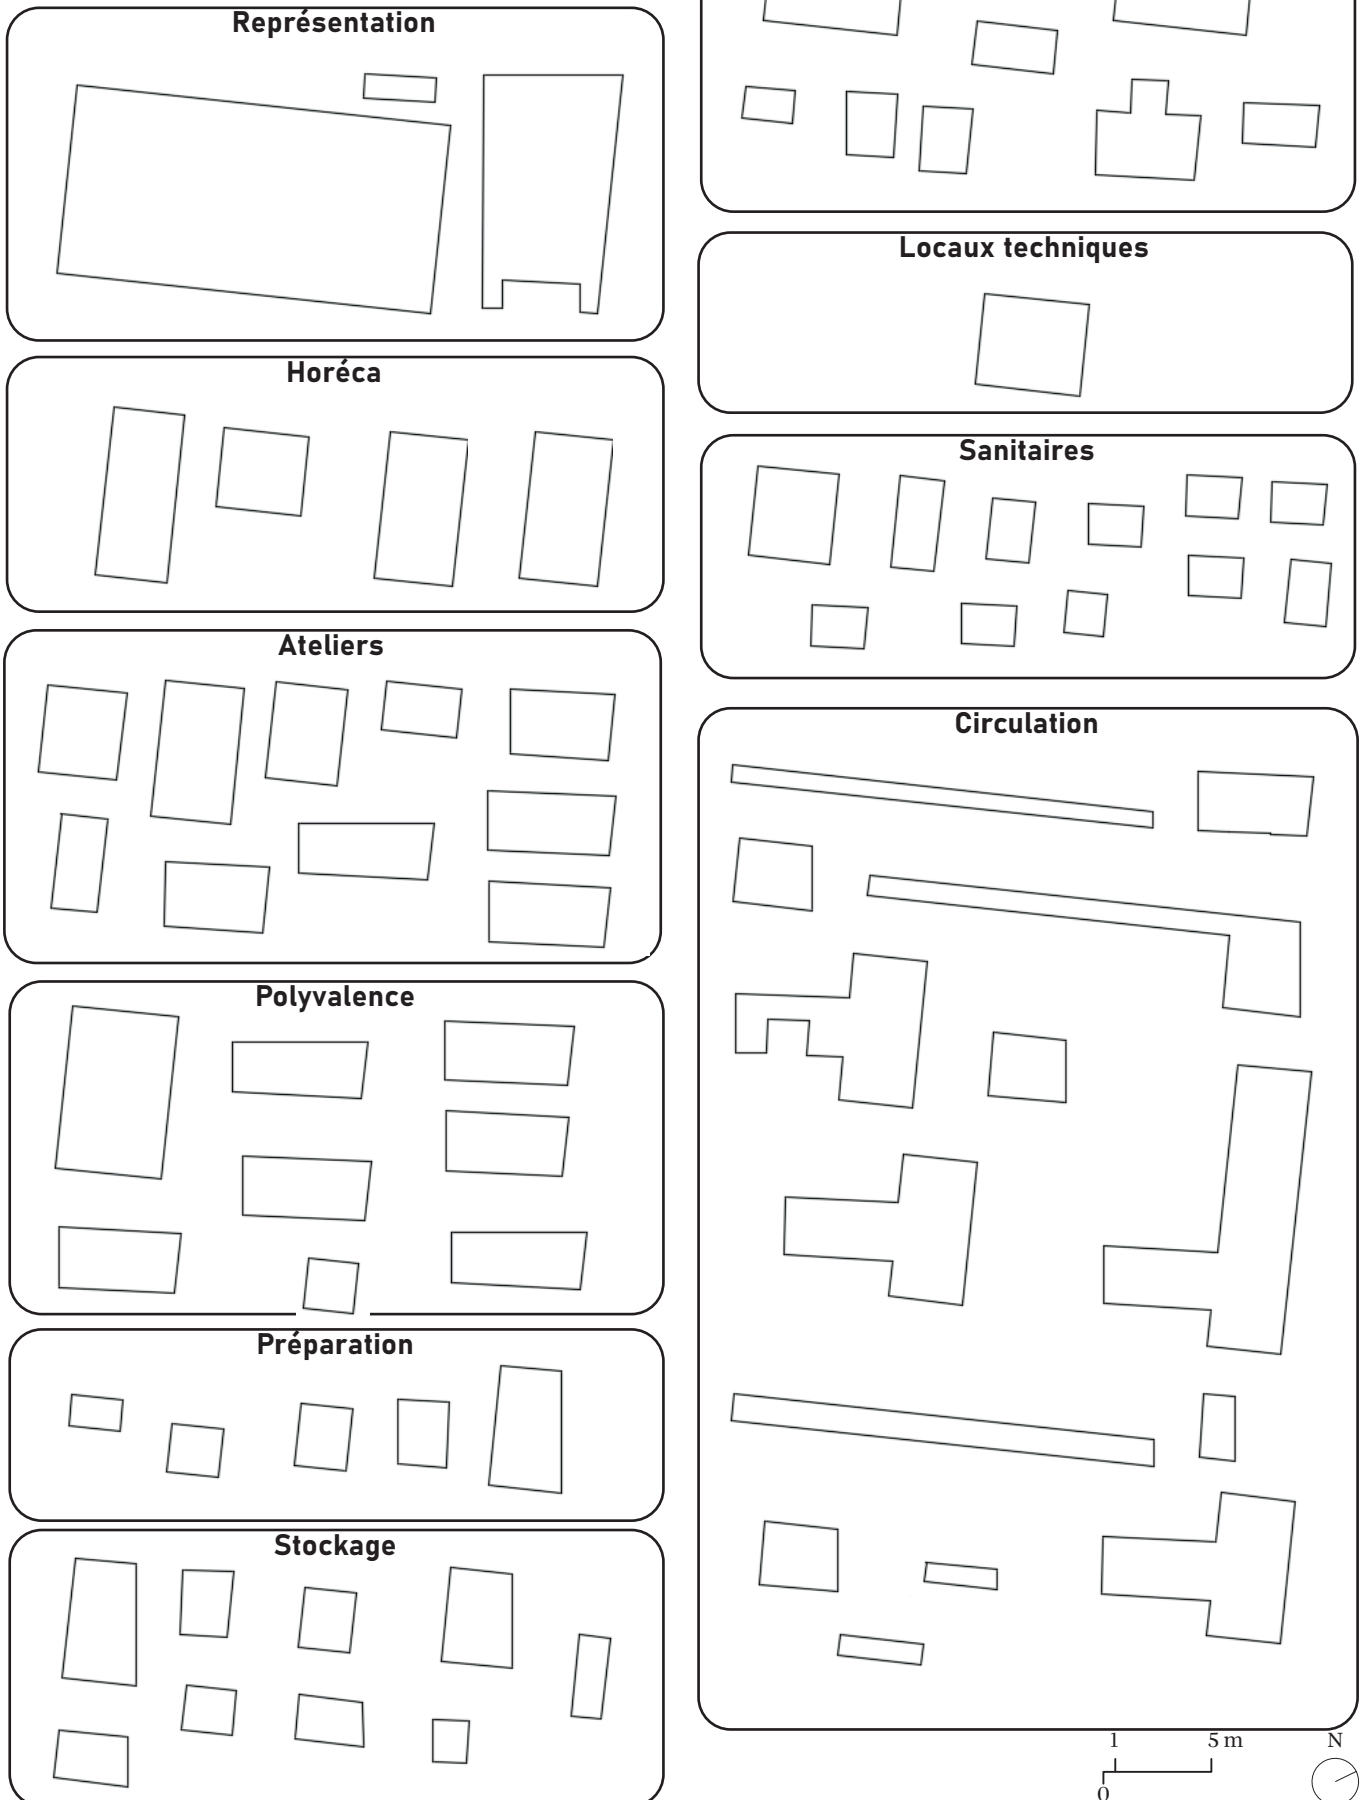 Représentation
Horéca
Ateliers
Polyvalence
Préparation
Stockage
Locaux techniques
Sanitaires
Circulation
1 5 m N
0